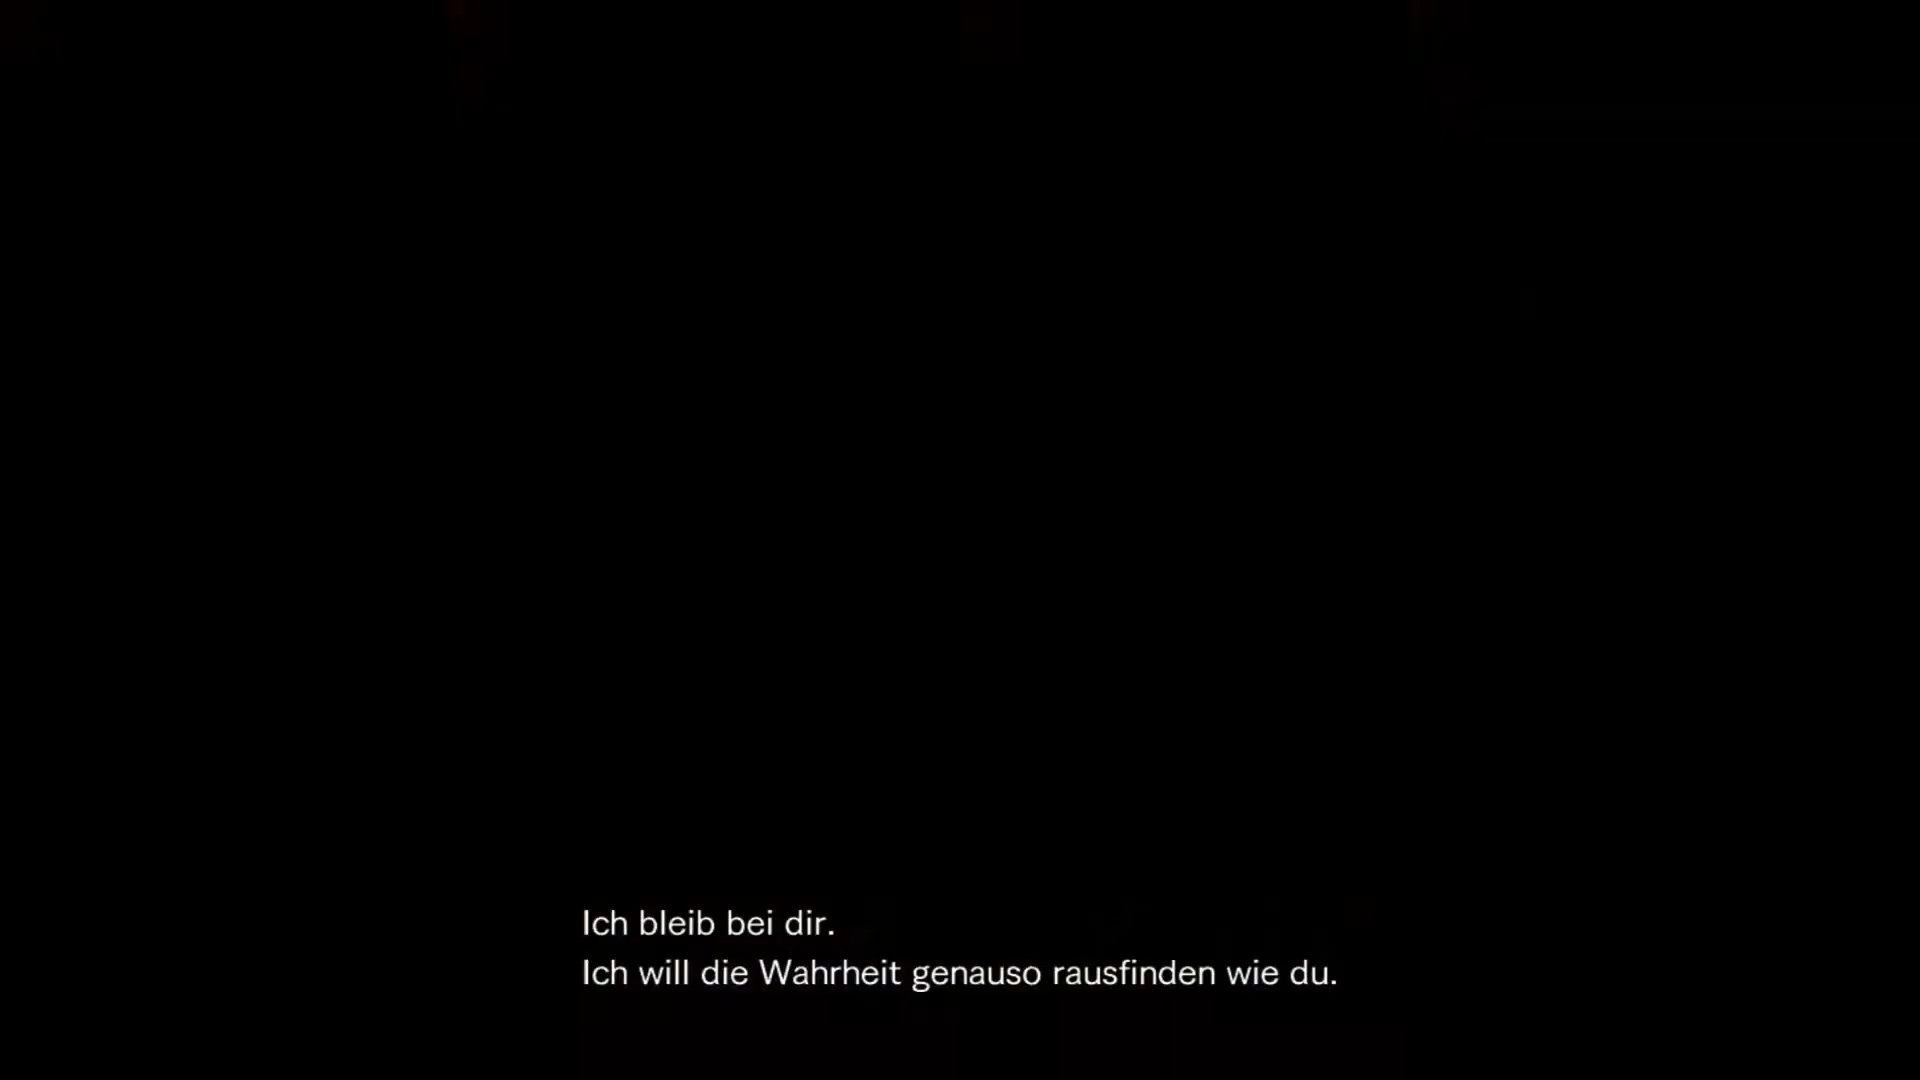 Ich bleib bei dir.
Ich will die Wahrheit genauso rausfinden wie du.